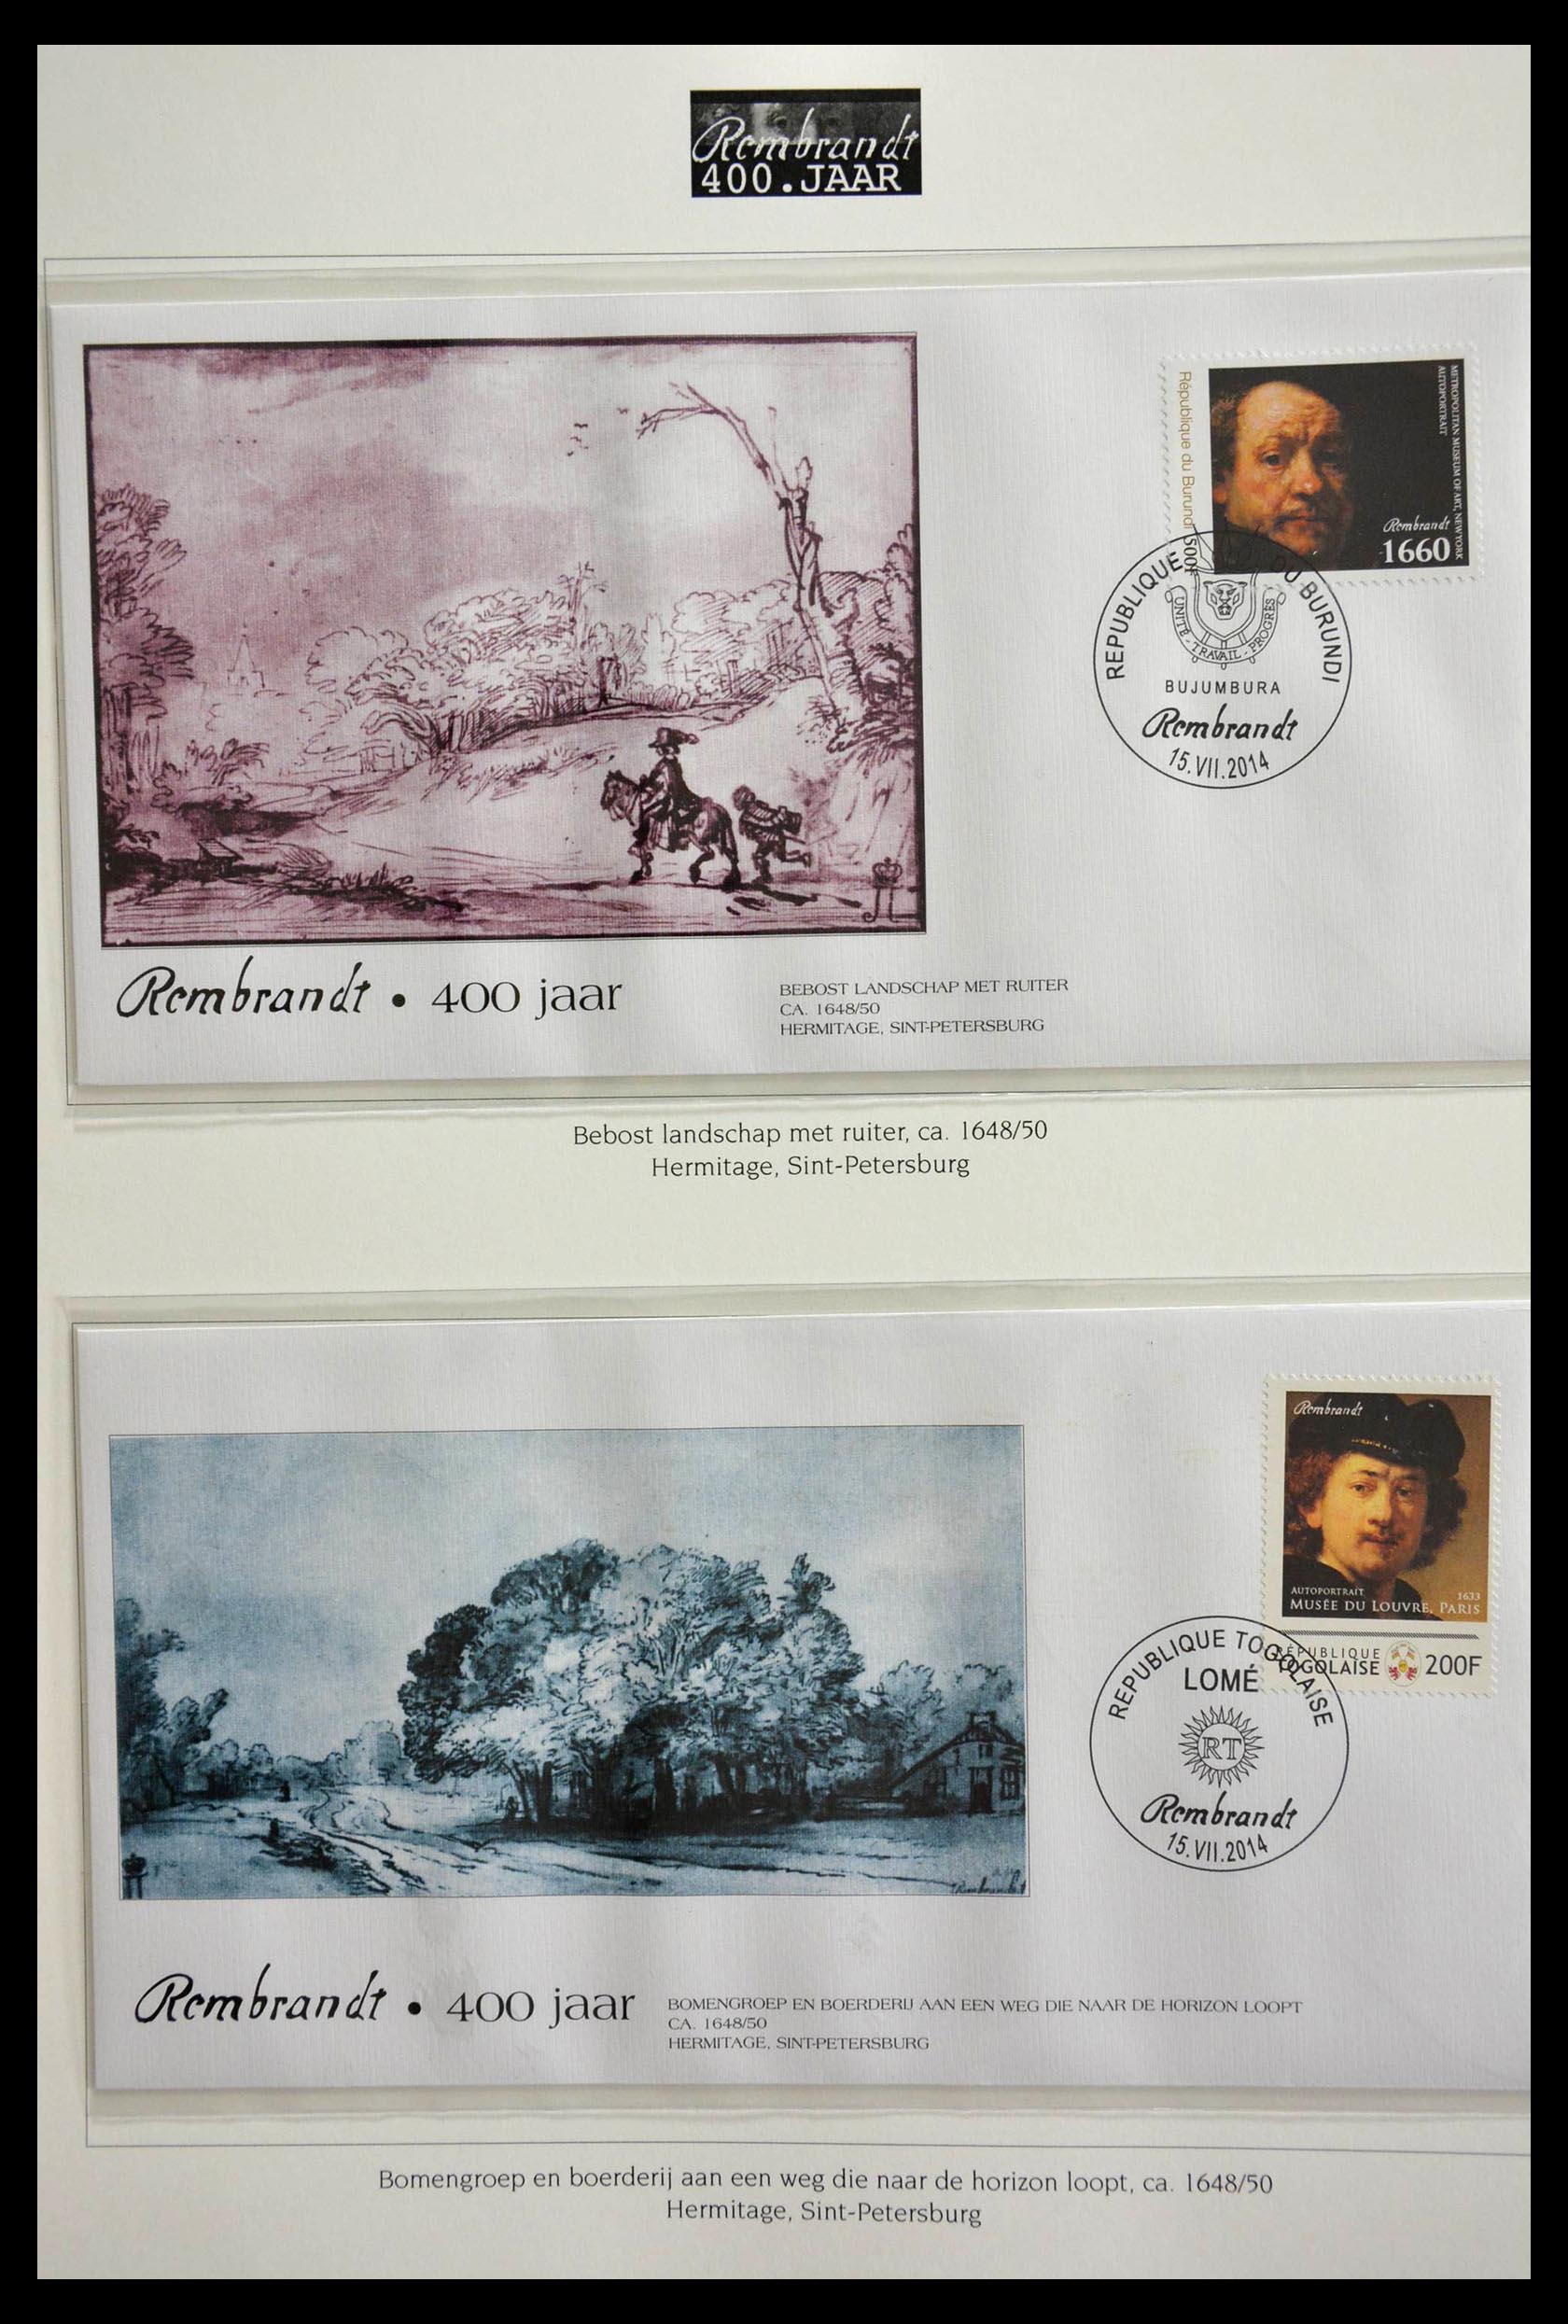 Rembrandt
400.JAAR
METROPOLITAN MUSEUM OF ART, NEW YORK
AUTOPORTRAIT
République du Burundi 500F
Rembrandt
1660
REPUBLIQUE DU BURUNDI
UNITÉ - TRAVAIL - PROGRÈS
BUJUMBURA
Rembrandt
15.VII.2014
Rembrandt • 400 jaar
BEBOST LANDSCHAP MET RUITER
CA. 1648/50
HERMITAGE, SINT-PETERSBURG
Bebost landschap met ruiter, ca. 1648/50
Hermitage, Sint-Petersburg
Rembrandt
AUTOPORTRAIT 1633
MUSÉE DU LOUVRE, PARIS
RÉPUBLIQUE
TOGOLAISE 200F
REPUBLIQUE TOGOLAISE
LOMÉ
RT
Rembrandt
15.VII.2014
Rembrandt
Rembrandt • 400 jaar
BOMENGROEP EN BOERDERIJ AAN EEN WEG DIE NAAR DE HORIZON LOOPT
CA. 1648/50
HERMITAGE, SINT-PETERSBURG
Bomengroep en boerderij aan een weg die naar de horizon loopt, ca. 1648/50
Hermitage, Sint-Petersburg